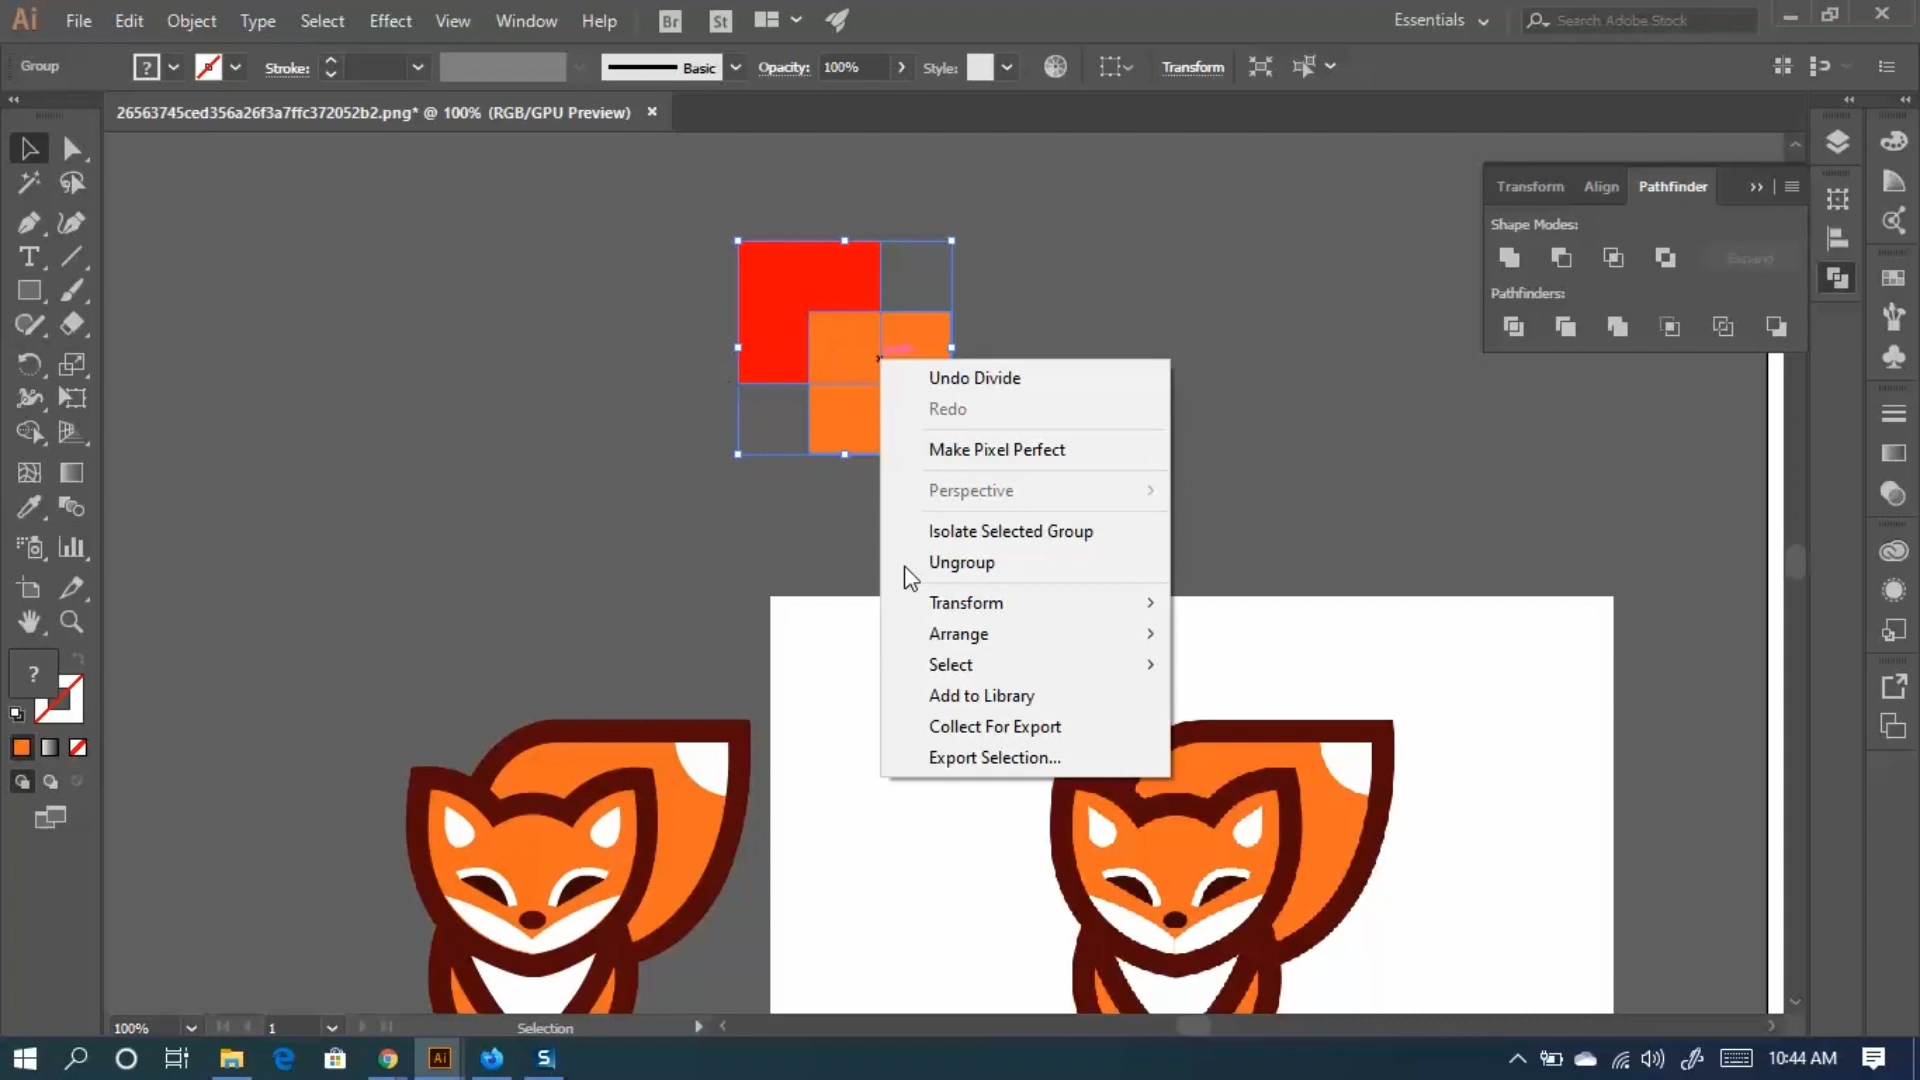 Ai File Edit Object Type Select Effect View Window Help Br St Essentials Search Adobe Stock
Group ? Stroke: Basic Opacity: 100% Style: Transform
26563745ced356a26f3a7ffc372052b2.png* @ 100% (RGB/GPU Preview)
Transform Align Pathfinder
Shape Modes:
Expand
Pathfinders:
Undo Divide
Redo
Make Pixel Perfect
Perspective
Isolate Selected Group
Ungroup
Transform
Arrange
Select
Add to Library
Collect For Export
Export Selection...
?
100% 1 Selection
Ai S 10:44 AM